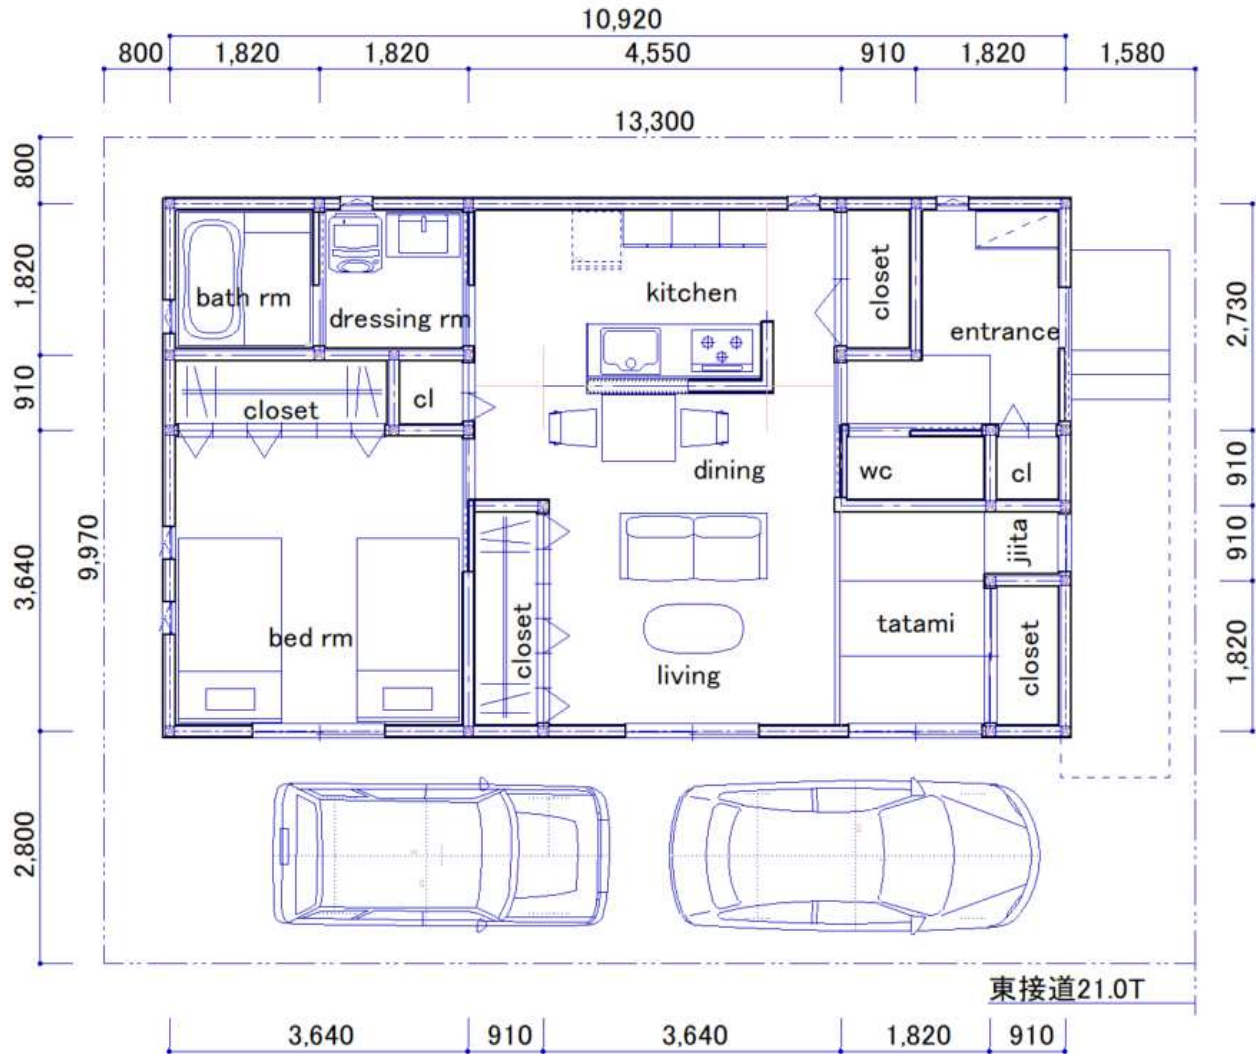 10,920
800 1,820 1,820 4,550 910 1,820 1,580
13,300
800
1,820
910
3,640
9,970
2,800
2,730
910
910
1,820
bath rm
dressing rm
kitchen
closet
entrance
closet
cl
dining
wc
cl
jiita
bed rm
closet
living
tatami
closet
東接道21.0T
3,640 910 3,640 1,820 910